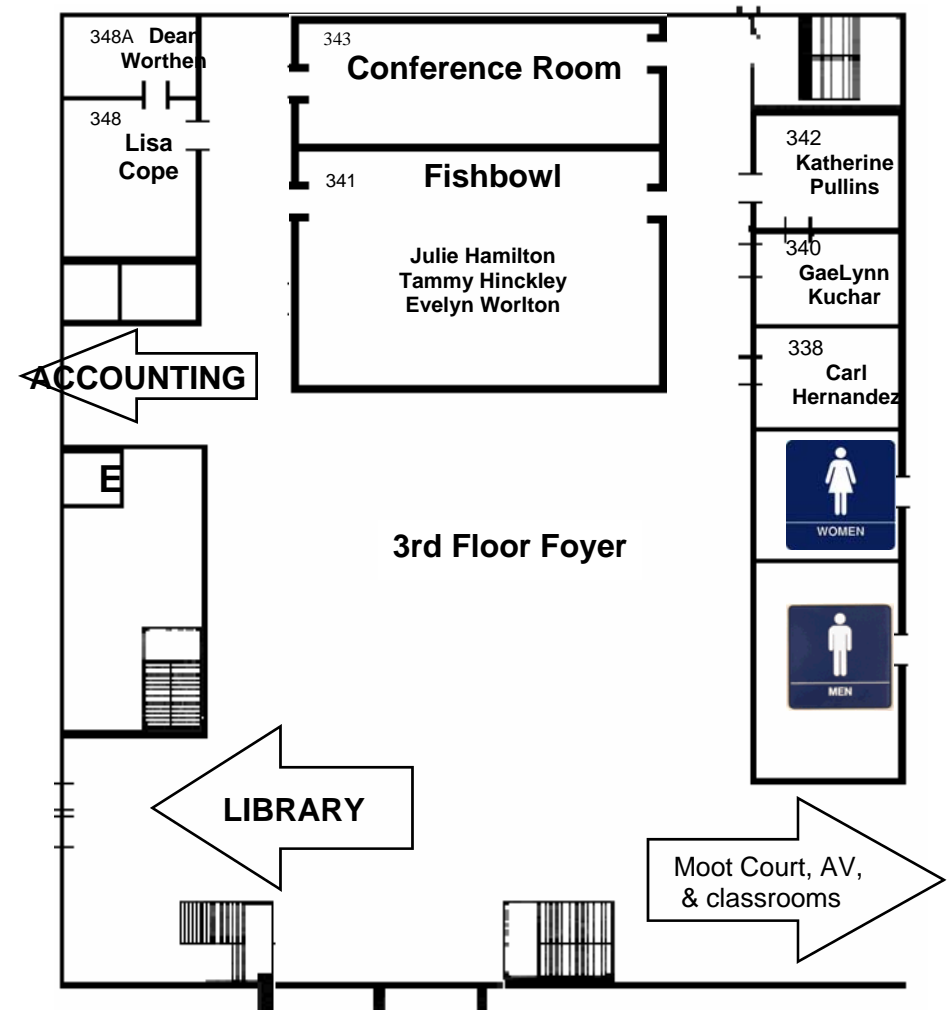 348A Dean
Worthen
348
Lisa
Cope
343
Conference Room
341
Fishbowl
Julie Hamilton
Tammy Hinckley
Evelyn Worlton
342
Katherine
Pullins
340
GaeLynn
Kuchar
338
Carl
Hernandez
ACCOUNTING
E
WOMEN
3rd Floor Foyer
MEN
LIBRARY
Moot Court, AV,
& classrooms